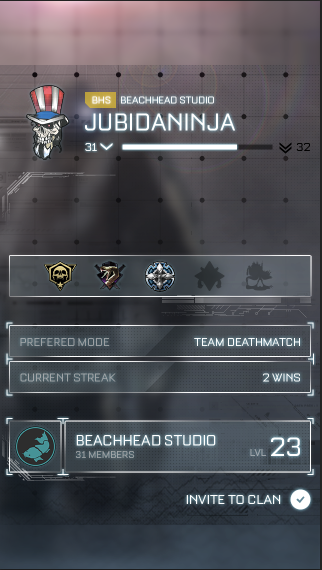 BHS BEACHHEAD STUDIO
JUBIDANINJA
31 32
PREFERED MODE TEAM DEATHMATCH
CURRENT STREAK 2 WINS
BEACHHEAD STUDIO
31 MEMBERS
LVL 23
INVITE TO CLAN